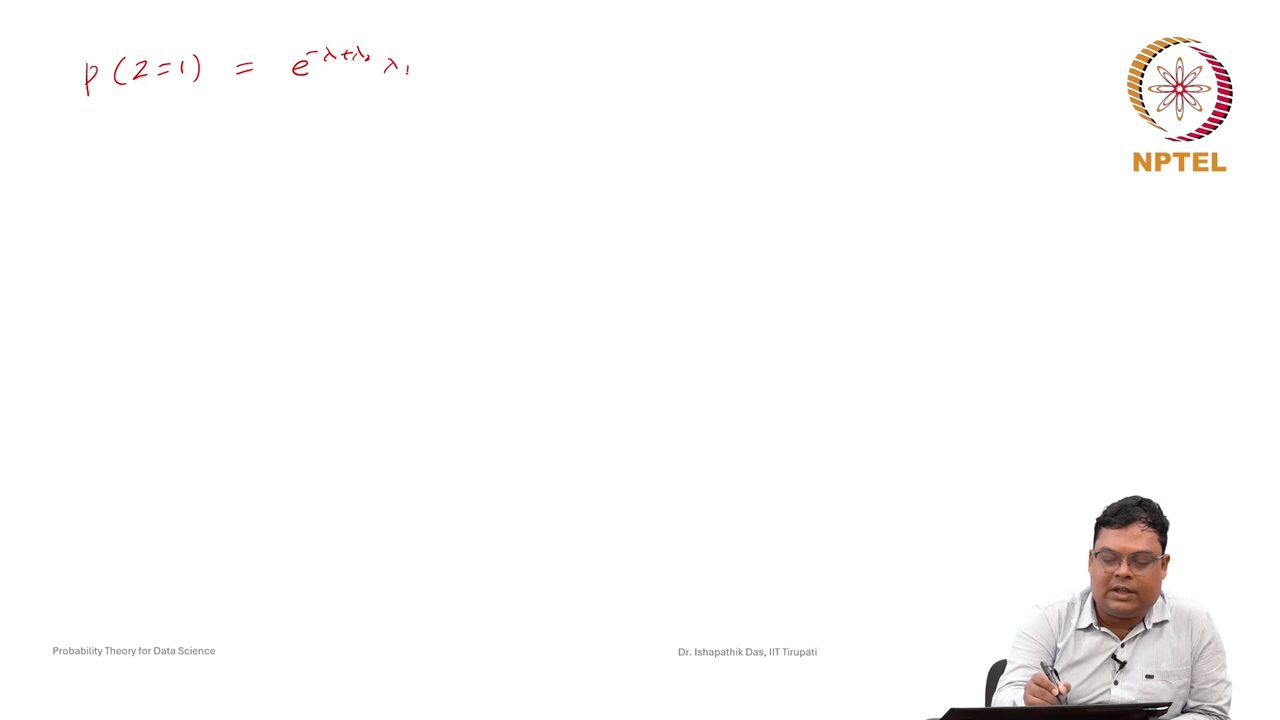 P(Z=1) = e^{-λ+λ₂} λ₁
NPTEL
Probability Theory for Data Science
Dr. Ishapathik Das, IIT Tirupati